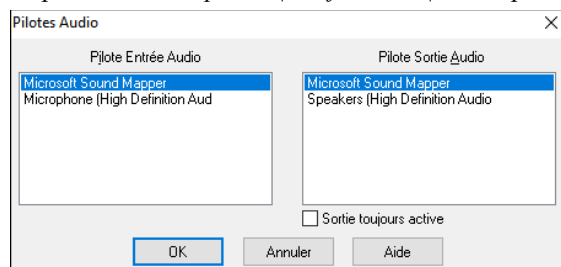 Pilotes Audio
Pilote Entrée Audio
Microsoft Sound Mapper
Microphone (High Definition Aud
Pilote Sortie Audio
Microsoft Sound Mapper
Speakers (High Definition Audio
Sortie toujours active
OK
Annuler
Aide